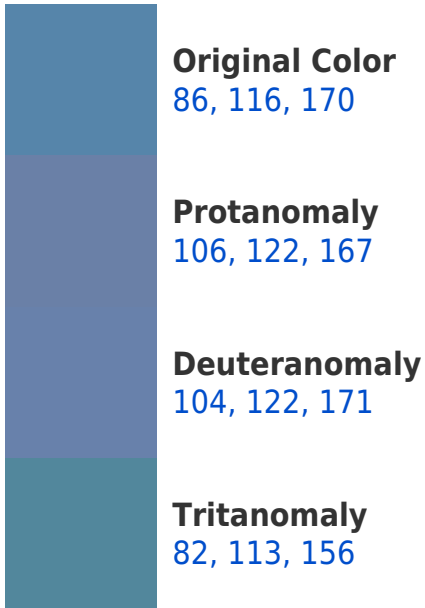 Original Color
86, 116, 170
Protanomaly
106, 122, 167
Deuteranomaly
104, 122, 171
Tritanomaly
82, 113, 156